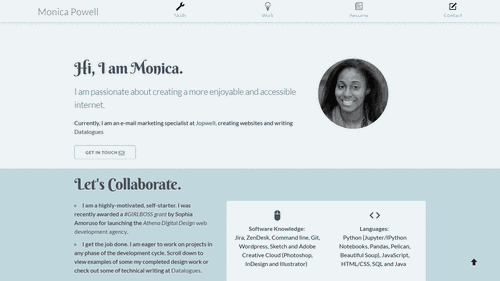 Monica Powell
Skills
Work
Resume
Contact
Hi, I am Monica.
I am passionate about creating a more enjoyable and accessible
internet.
Currently, I am an e-mail marketing specialist at Jopwell, creating websites and writing
Datalogues
GET IN TOUCH
Let's Collaborate.
I am a highly-motivated, self-starter. I was
recently awarded a #GIRLBOSS grant by Sophia
Amoruso for launching the Athena Digital Design web
development agency.
I get the job done. I am eager to work on projects in
any phase of the development cycle. Scroll down to
view examples of some my completed design work or
check out some of technical writing at Datalogues.
Software Knowledge:
Jira, ZenDesk, Command line, Git,
Wordpress, Sketch and Adobe
Creative Cloud (Photoshop,
InDesign and Illustrator)
Languages:
Python (Jupyter/IPython
Notebooks, Pandas, Pelican,
Beautiful Soup), JavaScript,
HTML/CSS, SQL and Java